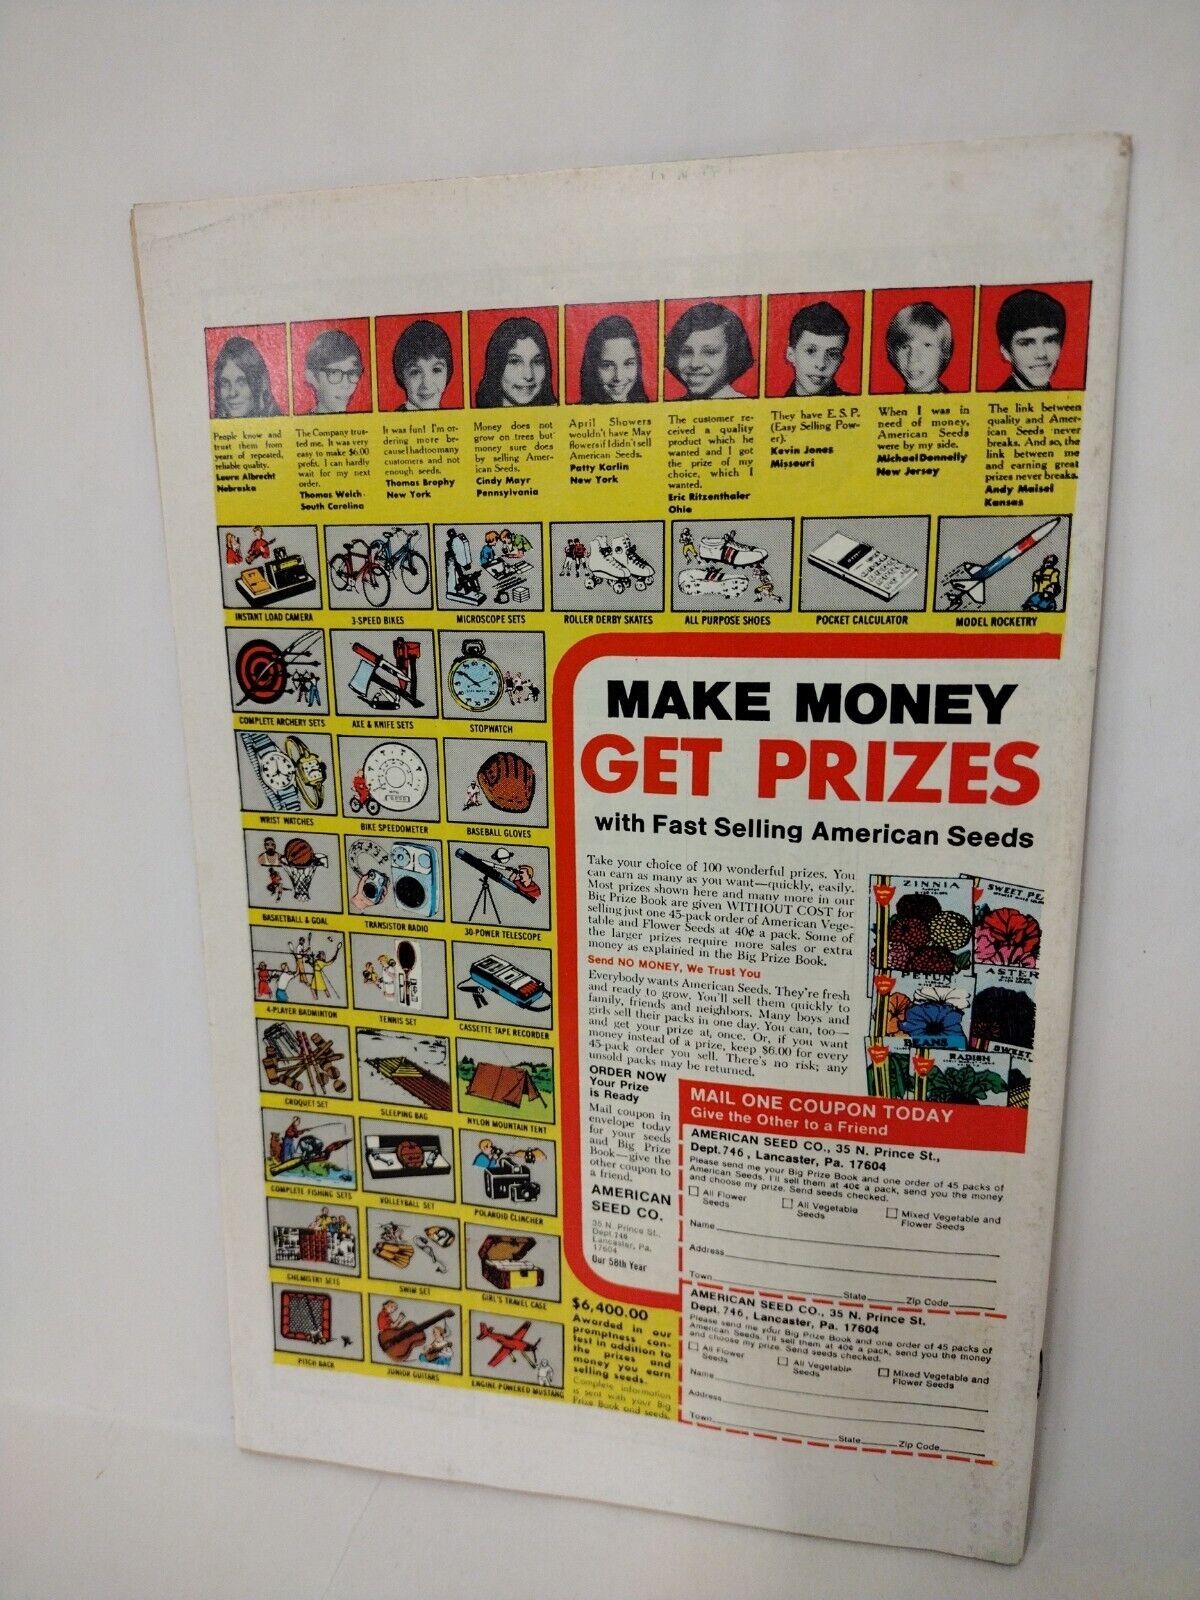 People know and
trust them from
years of repeated,
reliable quality.
Laura Albrecht
Nebraska
The Company trus-
ted me. It was very
easy to make $6.00
profit. I can hardly
wait for my next
order.
Thomas Welch
South Carolina
It was fun! I'm or-
dering more be-
cause I had too many
customers and not
enough seeds.
Thomas Brophy
New York
Money does not
grow on trees but
money sure does
by selling Amer-
ican Seeds.
Cindy Mayr
Pennsylvania
April Showers
wouldn't have May
flowers if I didn't sell
American Seeds.
Patty Karlin
New York
The customer re-
ceived a quality
product which he
wanted and I got
the prize of my
choice, which I
wanted.
Eric Ritzenthaler
Ohio
They have E.S.P.
(Easy Selling Pow-
er).
Kevin Jones
Missouri
When I was in
need of money,
American Seeds
were by my side.
Michael Donnelly
New Jersey
The link between
quality and Amer-
ican Seeds never
breaks. And so, the
link between me
and earning great
prizes never breaks.
Andy Maisel
Kansas
INSTANT LOAD CAMERA
3-SPEED BIKES
MICROSCOPE SETS
ROLLER DERBY SKATES
ALL PURPOSE SHOES
POCKET CALCULATOR
MODEL ROCKETRY
COMPLETE ARCHERY SETS
AXE & KNIFE SETS
STOPWATCH
WRIST WATCHES
BIKE SPEEDOMETER
BASEBALL GLOVES
BASKETBALL & GOAL
TRANSISTOR RADIO
30-POWER TELESCOPE
4-PLAYER BADMINTON
TENNIS SET
CASSETTE TAPE RECORDER
CROQUET SET
SLEEPING BAG
NYLON MOUNTAIN TENT
COMPLETE FISHING SETS
VOLLEYBALL SET
POLAROID CLINCHER
CHEMISTRY SETS
SWIM SET
GIRL'S TRAVEL CASE
PITCH BACK
JUNIOR GUITARS
ENGINE-POWERED MUSTANG
MAKE MONEY
GET PRIZES
with Fast Selling American Seeds
Take your choice of 100 wonderful prizes. You
can earn as many as you want—quickly, easily.
Most prizes shown here and many more in our
Big Prize Book are given WITHOUT COST for
selling just one 45-pack order of American Vege-
table and Flower Seeds at 40¢ a pack. Some of
the larger prizes require more sales or extra
money as explained in the Big Prize Book.
Send NO MONEY, We Trust You
Everybody wants American Seeds. They're fresh
and ready to grow. You'll sell them quickly to
family, friends and neighbors. Many boys and
girls sell their packs in one day. You can, too—
and get your prize at once. Or, if you want
money instead of a prize, keep $6.00 for every
45-pack order you sell. There's no risk; any
unsold packs may be returned.
ZINNIA
SWEET PE
PETUN
ASTER
BEANS
RADISH
SWEET
ORDER NOW
Your Prize
is Ready
Mail coupon in
envelope today
for your seeds
and Big Prize
Book—give the
other coupon to
a friend.
AMERICAN
SEED CO.
35 N. Prince St.
Dept 746
Lancaster, Pa.
17604
Our 58th Year
$6,400.00
Awarded in our
promptness con-
test in addition to
the prizes and
money you earn
selling seeds.
Complete information
is sent with your Big
Prize Book and seeds.
MAIL ONE COUPON TODAY
Give the Other to a Friend
AMERICAN SEED CO., 35 N. Prince St.,
Dept. 746, Lancaster, Pa. 17604
Please send me your Big Prize Book and one order of 45 packs of
American Seeds. I'll sell them at 40¢ a pack, send you the money
and choose my prize. Send seeds checked.
All Flower
Seeds
All Vegetable
Seeds
Mixed Vegetable and
Flower Seeds
Name
Address
Town
State
Zip Code
AMERICAN SEED CO., 35 N. Prince St.
Dept. 746, Lancaster, Pa. 17604
Please send me your Big Prize Book and one order of 45 packs of
American Seeds. I'll sell them at 40¢ a pack, send you the money
and choose my prize. Send seeds checked.
All Flower
Seeds
All Vegetable
Seeds
Mixed Vegetable and
Flower Seeds
Name
Address
Town
State
Zip Code